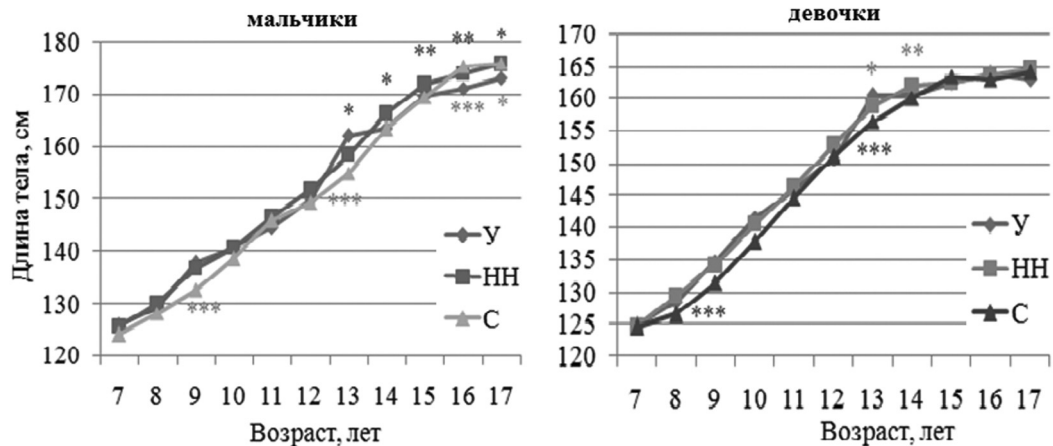 мальчики
Длина тела, см
180
170
160
150
140
130
120
* ** ** * *
*** *** *** *
У
НН
С
7 8 9 10 11 12 13 14 15 16 17
Возраст, лет
девочки
170
165
160
155
150
145
140
135
130
125
120
* **
*** ***
У
НН
С
7 8 9 10 11 12 13 14 15 16 17
Возраст, лет